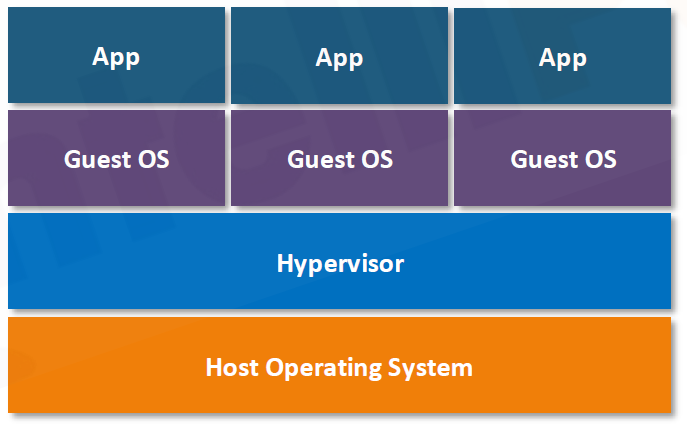 App App App
Guest OS Guest OS Guest OS
Hypervisor
Host Operating System